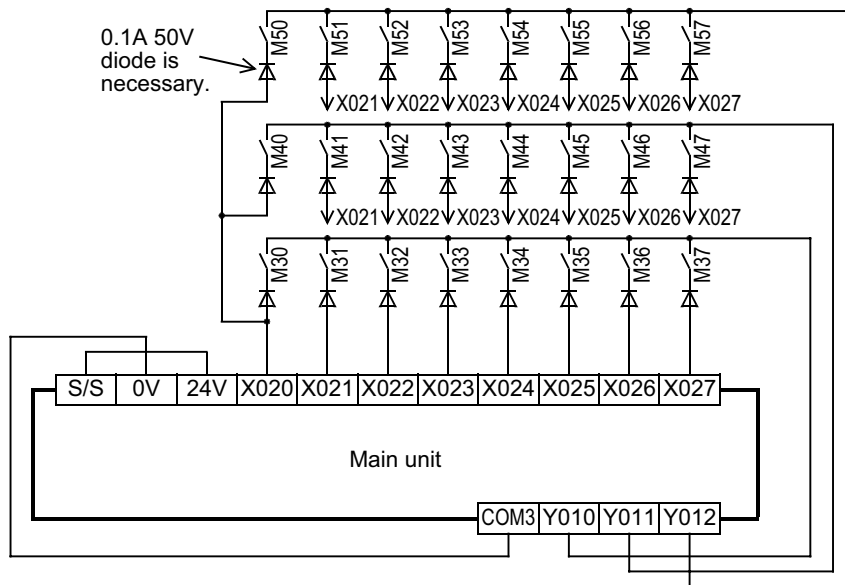 M50 M51 M52 M53 M54 M55 M56 M57
0.1A 50V
diode is
necessary.
X021 X022 X023 X024 X025 X026 X027
M40 M41 M42 M43 M44 M45 M46 M47
X021 X022 X023 X024 X025 X026 X027
M30 M31 M32 M33 M34 M35 M36 M37
S/S 0V 24V X020 X021 X022 X023 X024 X025 X026 X027
Main unit
COM3 Y010 Y011 Y012